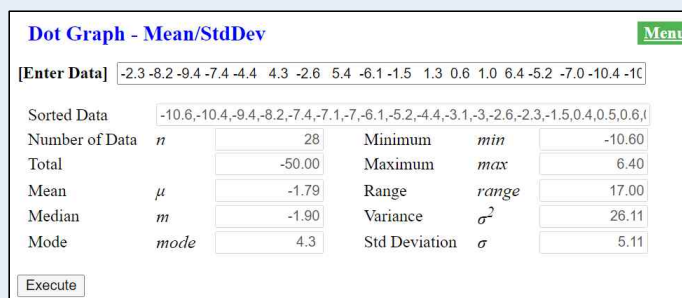 Dot Graph - Mean/StdDev
Menu
[Enter Data] -2.3 -8.2 -9.4 -7.4 -4.4 4.3 -2.6 5.4 -6.1 -1.5 1.3 0.6 1.0 6.4 -5.2 -7.0 -10.4
Sorted Data -10.6,-10.4,-9.4,-8.2,-7.4,-7.1,-7,-6.1,-5.2,-4.4,-3.1,-3,-2.6,-2.3,-1.5,0.4,0.5,0.6,
Number of Data n 28 Minimum min -10.60
Total -50.00 Maximum max 6.40
Mean μ -1.79 Range range 17.00
Median m -1.90 Variance σ² 26.11
Mode mode 4.3 Std Deviation σ 5.11
Execute